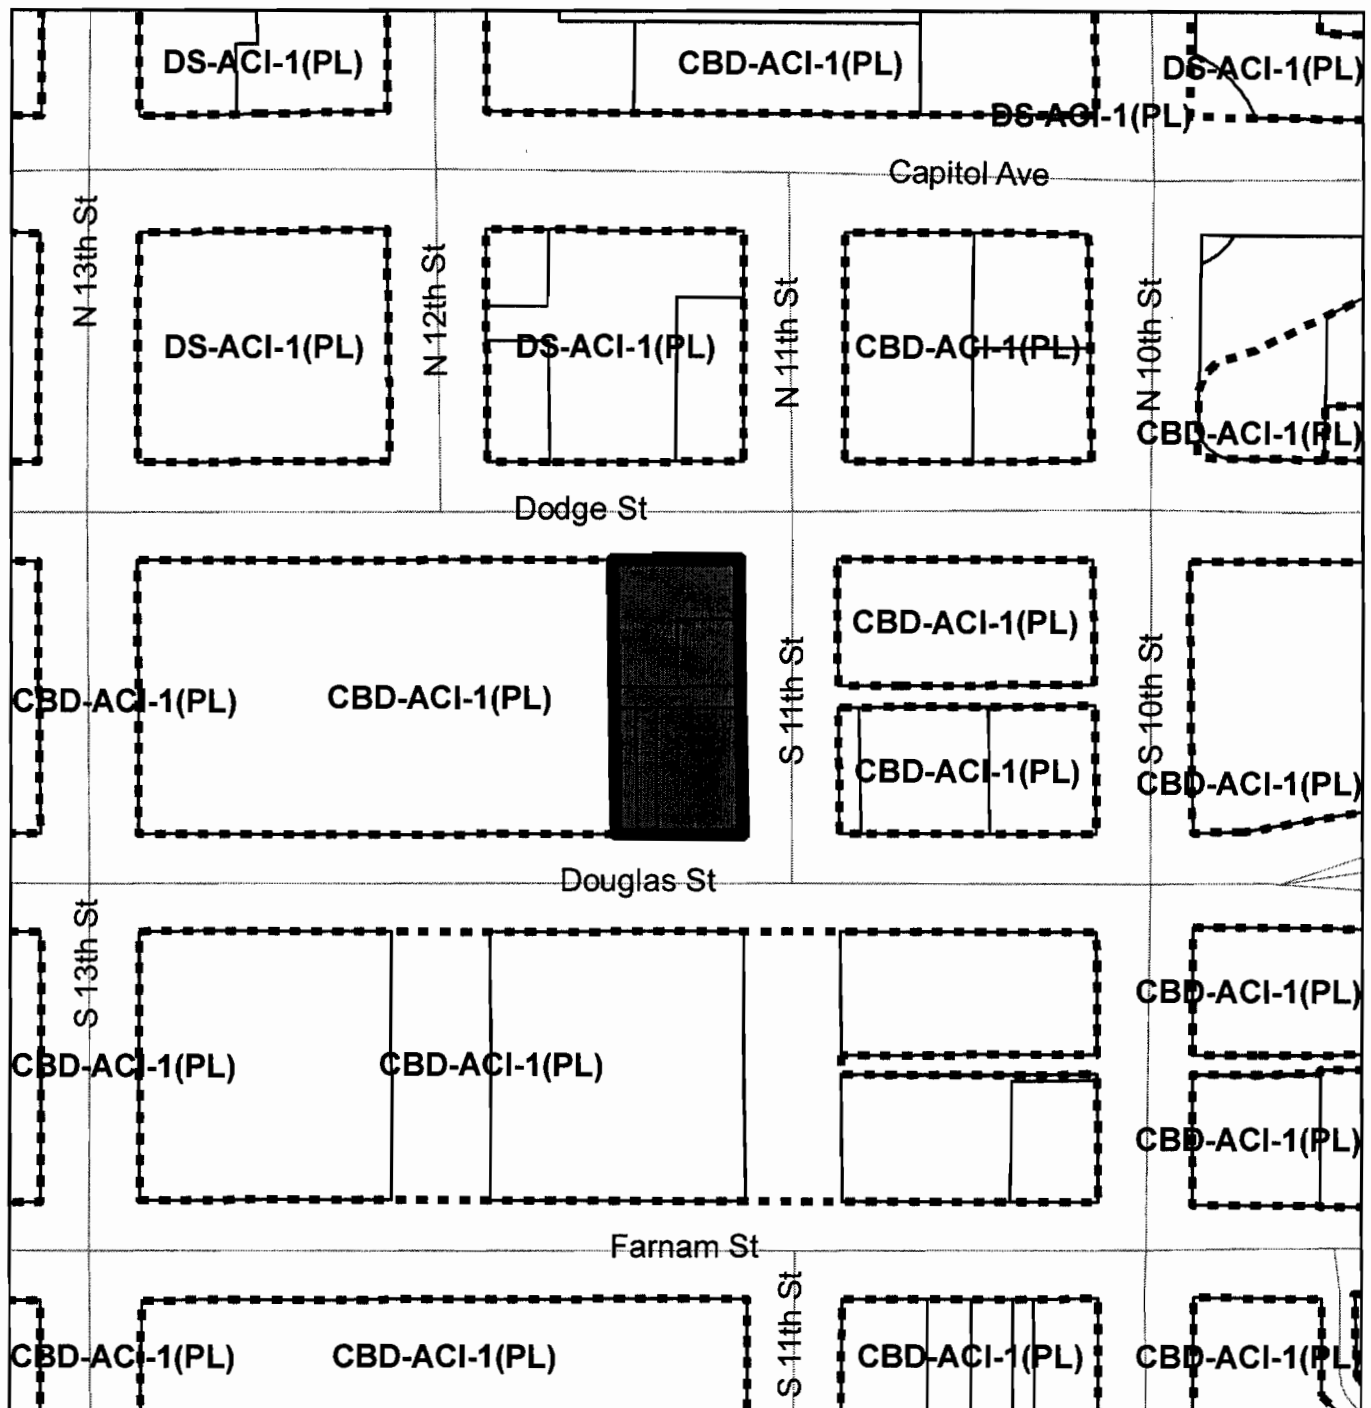 DS-ACI-1(PL)
CBD-ACI-1(PL)
DS-ACI-1(PL)
DS-ACI-1(PL)
Capitol Ave
N 13th St
N 12th St
N 11th St
N 10th St
DS-ACI-1(PL)
DS-ACI-1(PL)
CBD-ACI-1(PL)
CBD-ACI-1(PL)
Dodge St
CBD-ACI-1(PL)
CBD-ACI-1(PL)
CBD-ACI-1(PL)
S 11th St
S 10th St
CBD-ACI-1(PL)
CBD-ACI-1(PL)
Douglas St
S 13th St
CBD-ACI-1(PL)
CBD-ACI-1(PL)
CBD-ACI-1(PL)
CBD-ACI-1(PL)
Farnam St
S 11th St
CBD-ACI-1(PL)
CBD-ACI-1(PL)
CBD-ACI-1(PL)
CBD-ACI-1(PL)